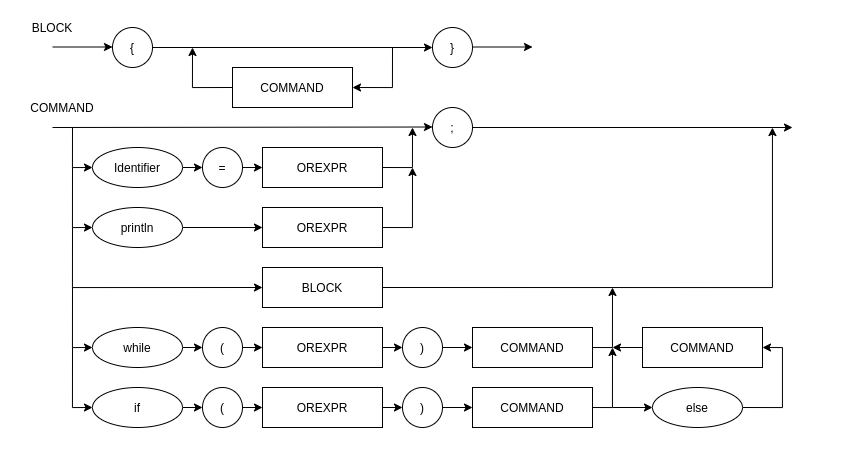 BLOCK
{ }
COMMAND
COMMAND
;
Identifier = OREXPR
println OREXPR
BLOCK
while ( OREXPR ) COMMAND COMMAND
if ( OREXPR ) COMMAND else